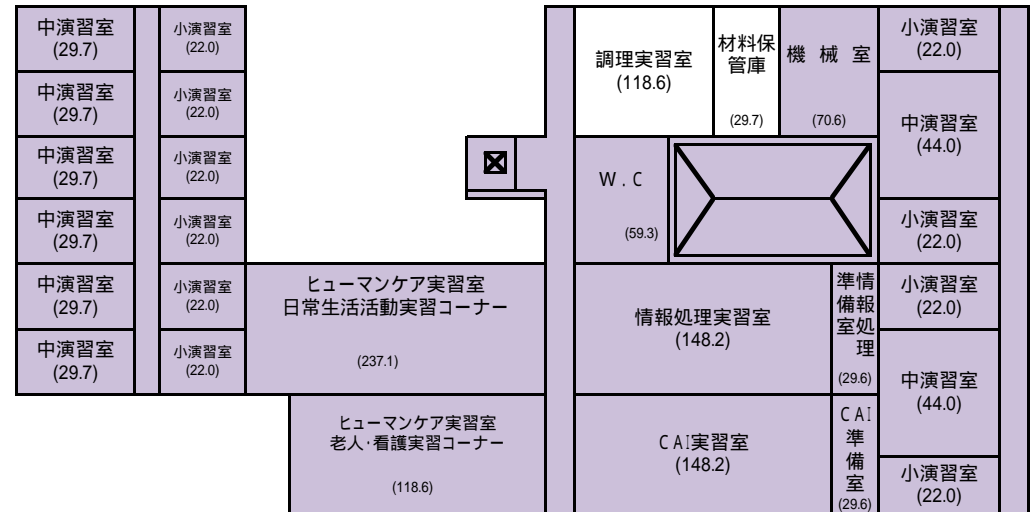 中演習室
(29.7)
小演習室
(22.0)
調理実習室
(118.6)
材料保
管庫
(29.7)
機 械 室
(70.6)
小演習室
(22.0)
中演習室
(29.7)
小演習室
(22.0)
中演習室
(44.0)
中演習室
(29.7)
小演習室
(22.0)
W.C
(59.3)
中演習室
(29.7)
小演習室
(22.0)
小演習室
(22.0)
中演習室
(29.7)
小演習室
(22.0)
ヒューマンケア実習室
日常生活活動実習コーナー
(237.1)
情報処理実習室
(148.2)
情報処理
準備室
(29.6)
小演習室
(22.0)
中演習室
(29.7)
小演習室
(22.0)
中演習室
(44.0)
ヒューマンケア実習室
老人・看護実習コーナー
(118.6)
CAI実習室
(148.2)
CAI
準
備
室
(29.6)
小演習室
(22.0)